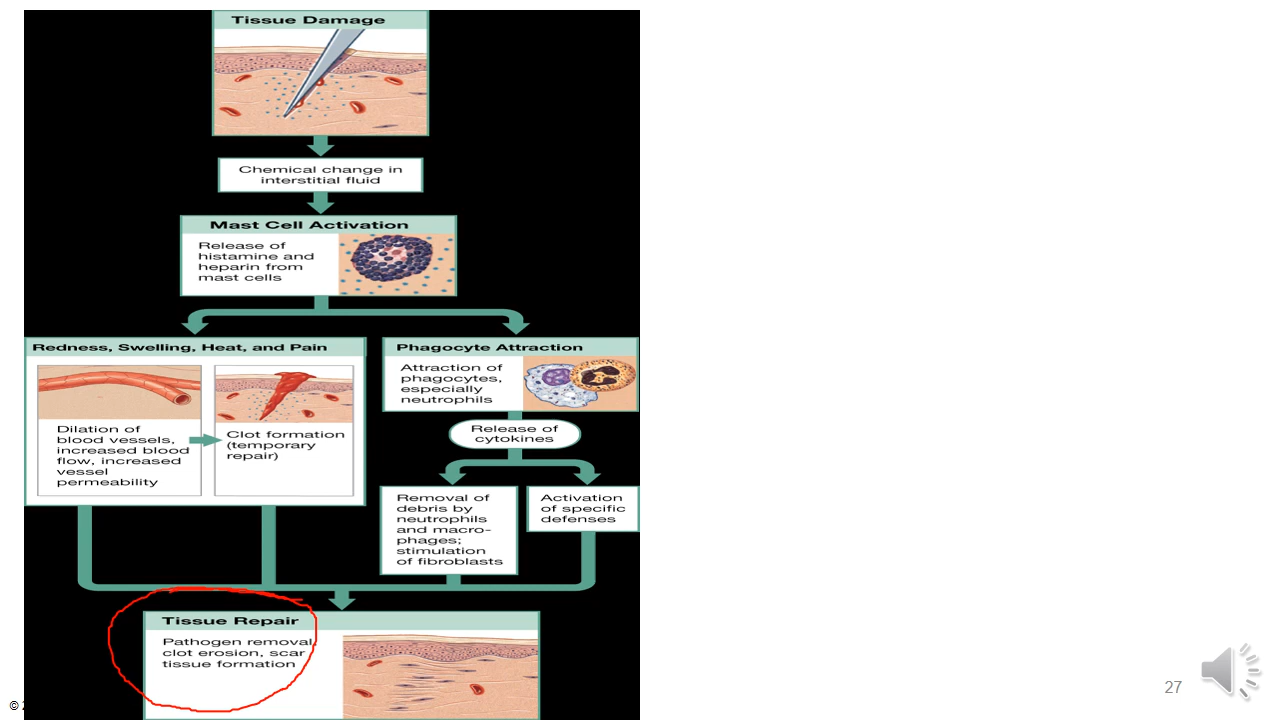 Tissue Damage
Chemical change in
interstitial fluid
Mast Cell Activation
Release of
histamine and
heparin from
mast cells
Redness, Swelling, Heat, and Pain
Dilation of
blood vessels,
increased blood
flow, increased
vessel
permeability
Clot formation
(temporary
repair)
Phagocyte Attraction
Attraction of
phagocytes,
especially
neutrophils
Release of
cytokines
Removal of
debris by
neutrophils
and macro-
phages;
stimulation
of fibroblasts
Activation
of specific
defenses
Tissue Repair
Pathogen removal,
clot erosion, scar
tissue formation
27
©